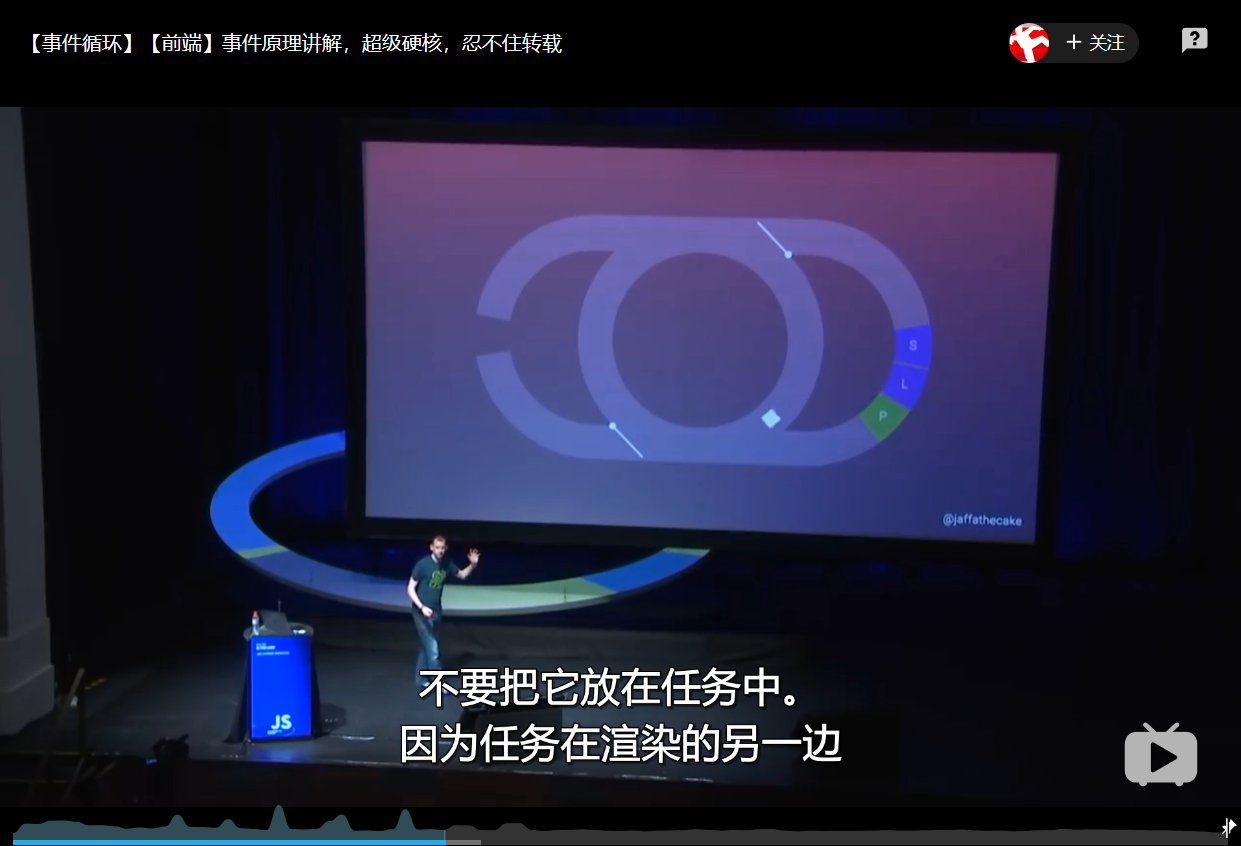 【事件循环】【前端】事件原理讲解，超级硬核，忍不住转载
+ 关注
?
S
L
P
@jaffathecake
JS
不要把它放在任务中。
因为任务在渲染的另一边